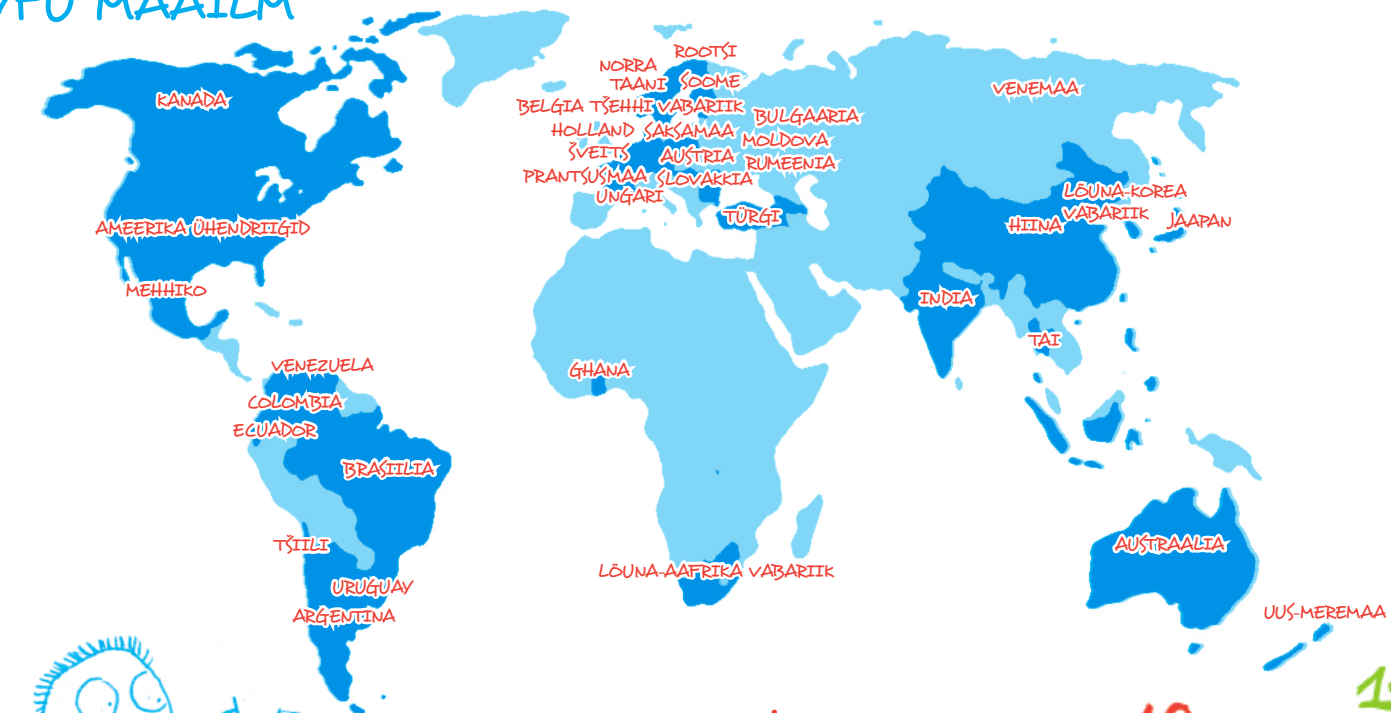 YFU MAAILM
ROOTSI
NORRA
TAANI SOOME
KANADA
VENEMAA
BELGIA TŠEHHI VABARIIK
BULGAARIA
HOLLAND SAKSAMAA
MOLDOVA
ŠVEITS
AUSTRIA
RUMEENIA
PRANTSUSMAA
SLOVAKKIA
UNGARI
LÕUNA-KOREA
VABARIIK
TÜRGI
HIINA
JAAPAN
AMEERIKA ÜHENDRIIGID
MEHHIKO
INDIA
TAI
VENEZUELA
GHANA
COLOMBIA
ECUADOR
BRASIILIA
TŠIILI
AUSTRAALIA
LÕUNA-AAFRIKA VABARIIK
URUGUAY
ARGENTINA
UUS-MEREMAA